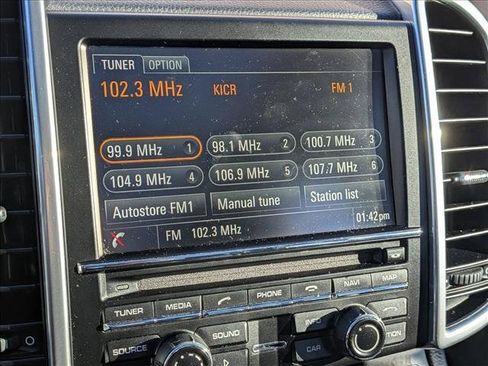 TUNER OPTION
102.3 MHz KICR FM 1
99.9 MHz 1 98.1 MHz 2 100.7 MHz 3
104.9 MHz 4 106.9 MHz 5 107.7 MHz 6
Autostore FM1 Manual tune Station list
01:42pm
FM 102.3 MHz
TUNER MEDIA PHONE NAVI MAP
SOURCE SOUND INFO
CAR